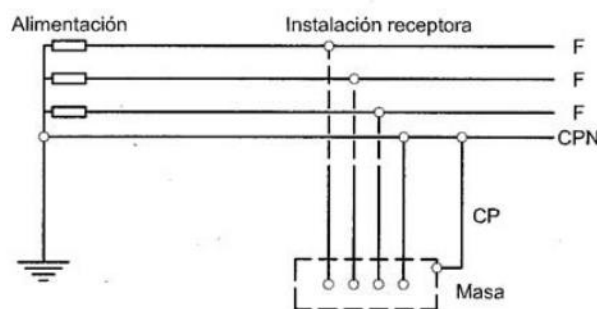 Alimentación
Instalación receptora
F
F
F
CPN
CP
Masa